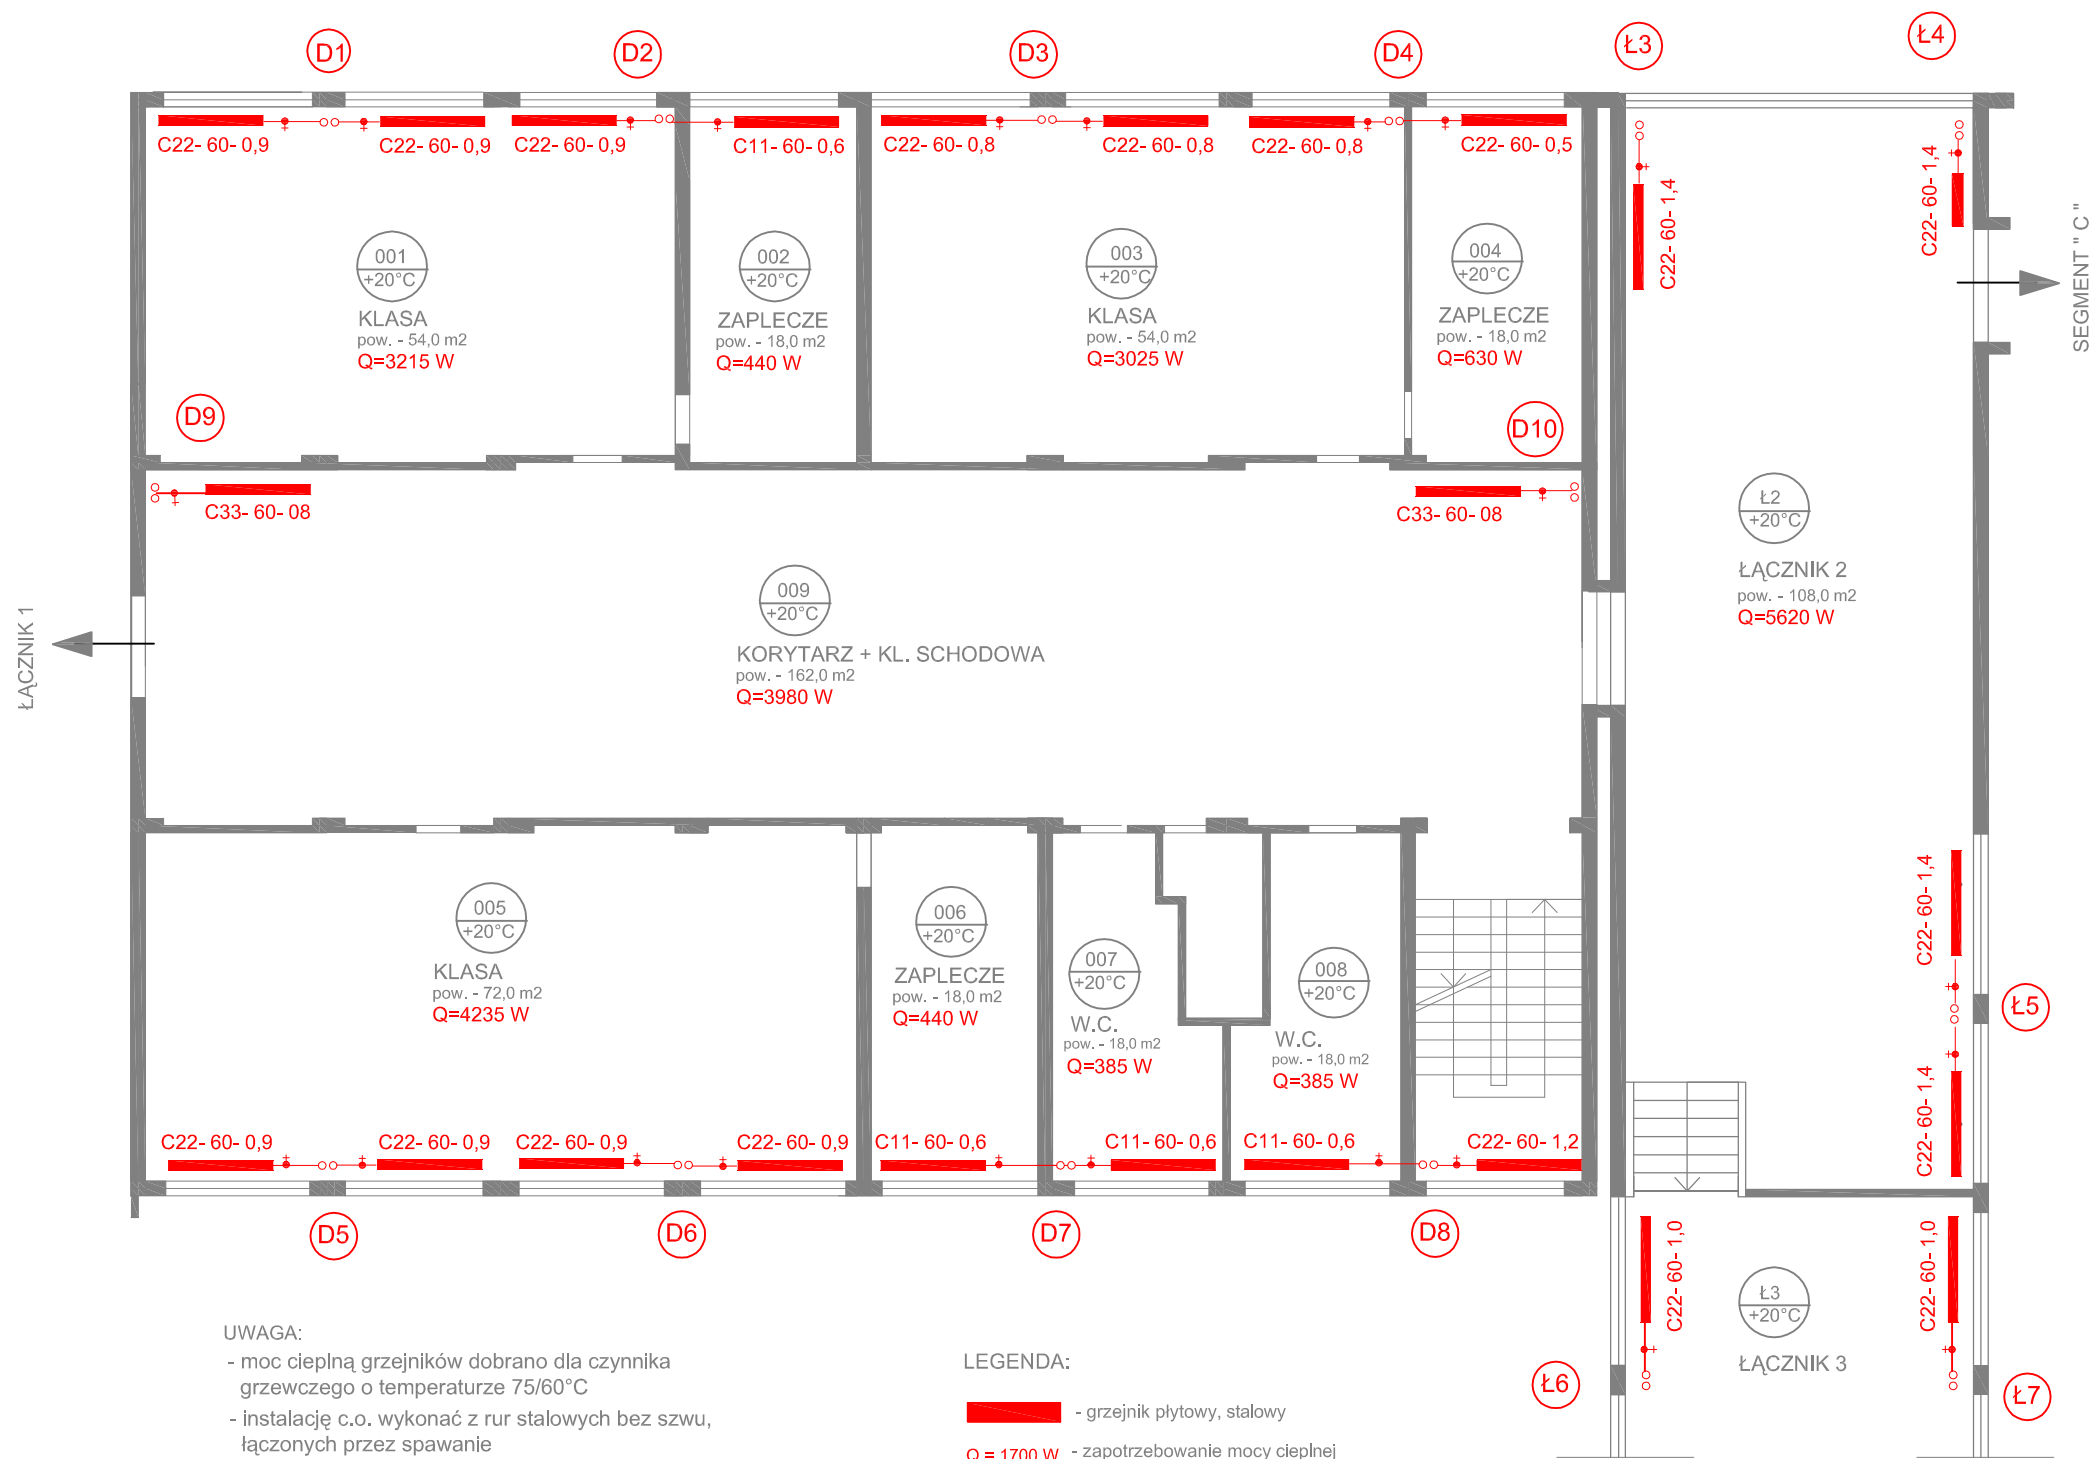 D1
D2
D3
D4
Ł3
Ł4
C22- 60- 0,9
C22- 60- 0,9
C22- 60- 0,9
C11- 60- 0,6
C22- 60- 0,8
C22- 60- 0,8
C22- 60- 0,8
C22- 60- 0,5
C22- 60- 1,4
C22- 60- 1,4
SEGMENT " C "
001
+20°C
KLASA
pow. - 54,0 m2
Q=3215 W
002
+20°C
ZAPLECZE
pow. - 18,0 m2
Q=440 W
003
+20°C
KLASA
pow. - 54,0 m2
Q=3025 W
004
+20°C
ZAPLECZE
pow. - 18,0 m2
Q=630 W
D9
D10
C33- 60- 08
C33- 60- 08
Ł2
+20°C
ŁĄCZNIK 2
pow. - 108,0 m2
Q=5620 W
ŁĄCZNIK 1
009
+20°C
KORYTARZ + KL. SCHODOWA
pow. - 162,0 m2
Q=3980 W
005
+20°C
KLASA
pow. - 72,0 m2
Q=4235 W
006
+20°C
ZAPLECZE
pow. - 18,0 m2
Q=440 W
007
+20°C
W.C.
pow. - 18,0 m2
Q=385 W
008
+20°C
W.C.
pow. - 18,0 m2
Q=385 W
C22- 60- 1,4
Ł5
C22- 60- 1,4
C22- 60- 0,9
C22- 60- 0,9
C22- 60- 0,9
C22- 60- 0,9
C11- 60- 0,6
C11- 60- 0,6
C11- 60- 0,6
C22- 60- 1,2
D5
D6
D7
D8
C22- 60- 1,0
C22- 60- 1,0
Ł3
+20°C
ŁĄCZNIK 3
Ł6
Ł7
UWAGA:
- moc cieplną grzejników dobrano dla czynnika
grzewczego o temperaturze 75/60°C
- instalację c.o. wykonać z rur stalowych bez szwu,
łączonych przez spawanie
LEGENDA:
- grzejnik płytowy, stalowy
Q = 1700 W - zapotrzebowanie mocy cieplnej